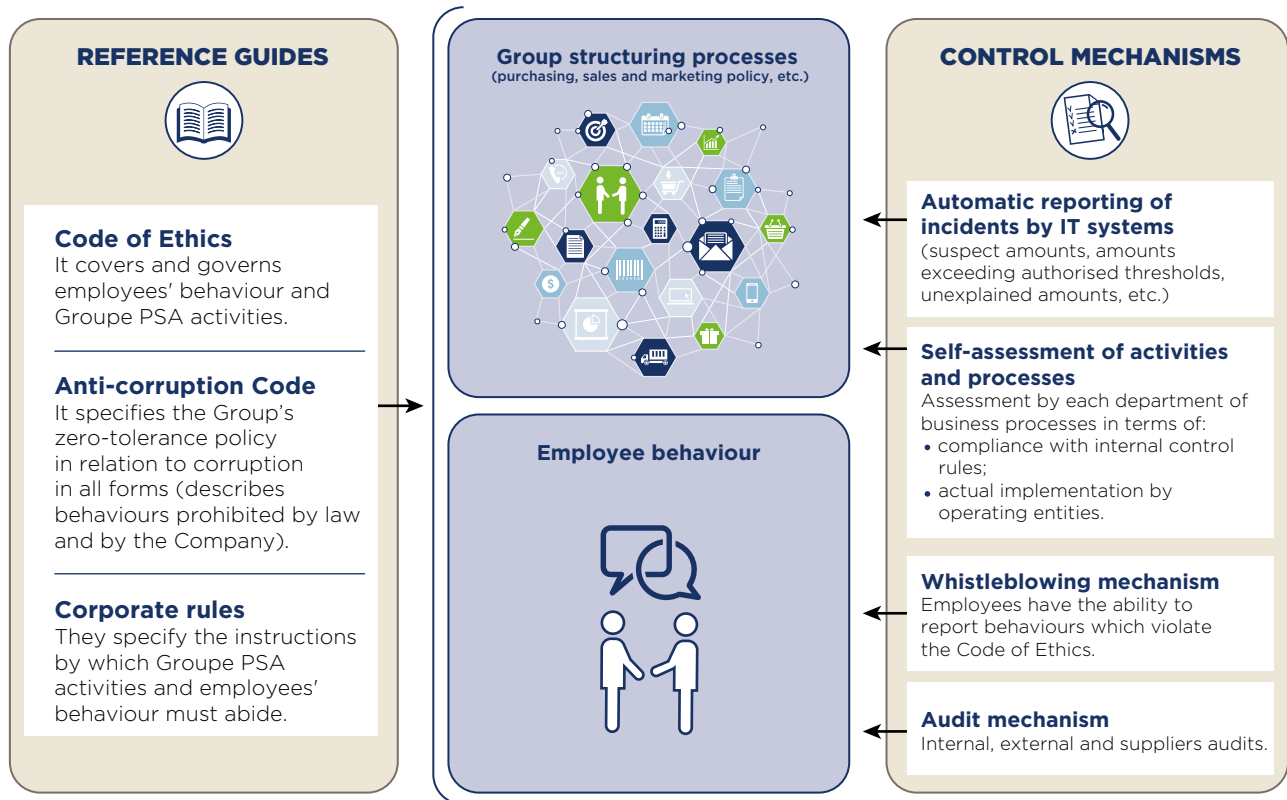 REFERENCE GUIDES
Code of Ethics
It covers and governs
employees' behaviour and
Groupe PSA activities.
Anti-corruption Code
It specifies the Group’s
zero-tolerance policy
in relation to corruption
in all forms (describes
behaviours prohibited by law
and by the Company).
Corporate rules
They specify the instructions
by which Groupe PSA
activities and employees'
behaviour must abide.
Group structuring processes
(purchasing, sales and marketing policy, etc.)
$
Employee behaviour
CONTROL MECHANISMS
Automatic reporting of
incidents by IT systems
(suspect amounts, amounts
exceeding authorised thresholds,
unexplained amounts, etc.)
Self-assessment of activities
and processes
Assessment by each department of
business processes in terms of:
• compliance with internal control
rules;
• actual implementation by
operating entities.
Whistleblowing mechanism
Employees have the ability to
report behaviours which violate
the Code of Ethics.
Audit mechanism
Internal, external and suppliers audits.